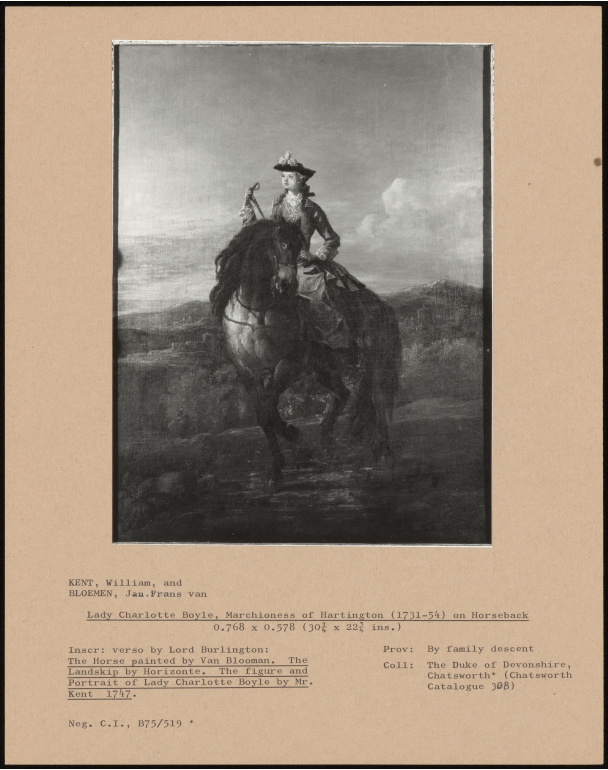 KENT, William, and
BLOEMEN, Jan.Frans van
Lady Charlotte Boyle, Marchioness of Hartington (1731-54) on Horseback
0.768 x 0.578 (30¼ x 22¾ ins.)
Inscr: verso by Lord Burlington:
The Horse painted by Van Blooman. The
Landskip by Horizonte. The figure and
Portrait of Lady Charlotte Boyle by Mr.
Kent 1747.
Prov: By family descent
Coll: The Duke of Devonshire,
Chatsworth* (Chatsworth
Catalogue 308)
Neg. C.I., B75/519 *